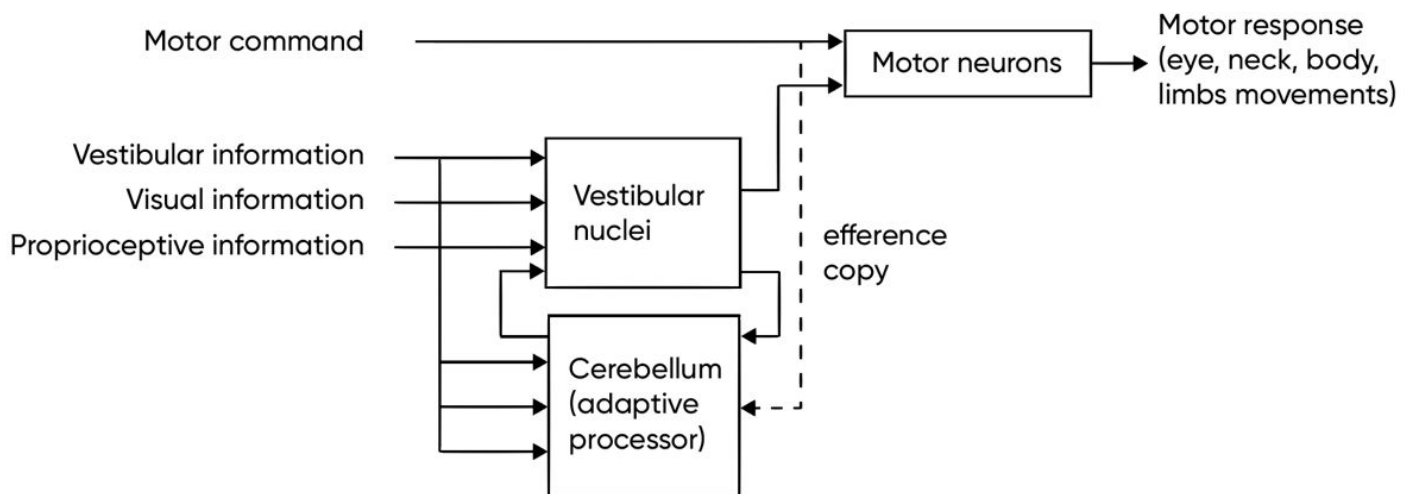 Motor command
Motor neurons
Motor response
(eye, neck, body,
limbs movements)
Vestibular information
Visual information
Proprioceptive information
Vestibular
nuclei
efference
copy
Cerebellum
(adaptive
processor)